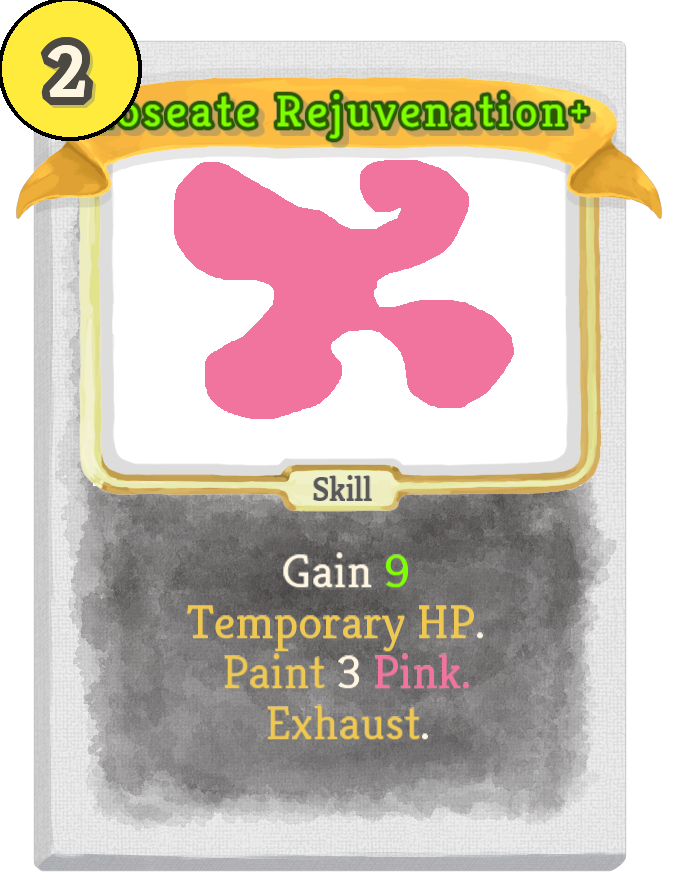 2
oseate Rejuvenation+
Skill
Gain 9
Temporary HP.
Paint 3 Pink.
Exhaust.